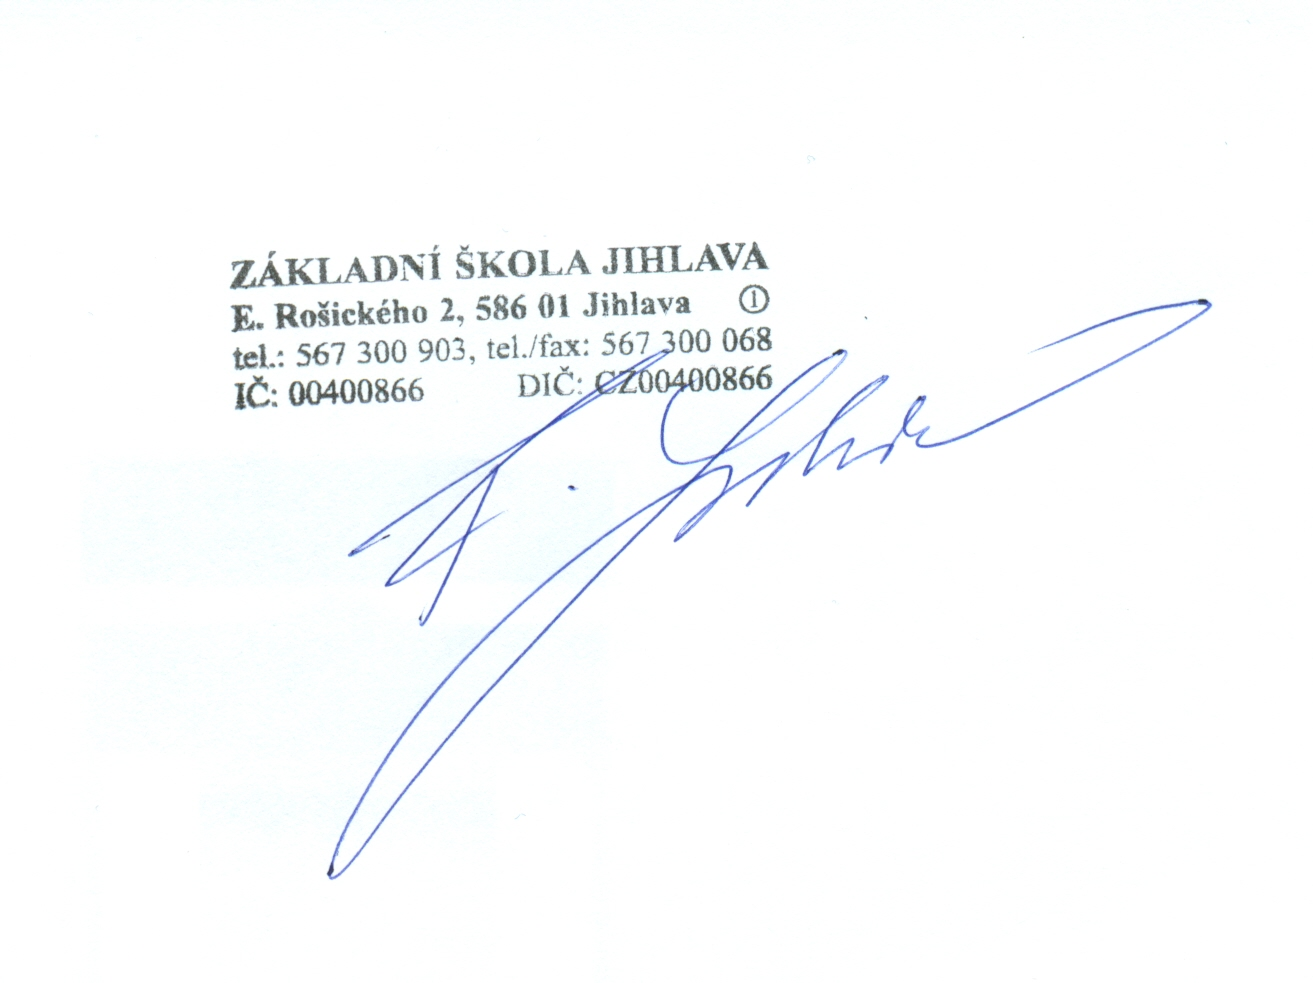 ZÁKLADNÍ ŠKOLA JIHLAVA
E. Rošického 2, 586 01 Jihlava ①
tel.: 567 300 903, tel./fax: 567 300 068
IČ: 00400866 DIČ: CZ00400866